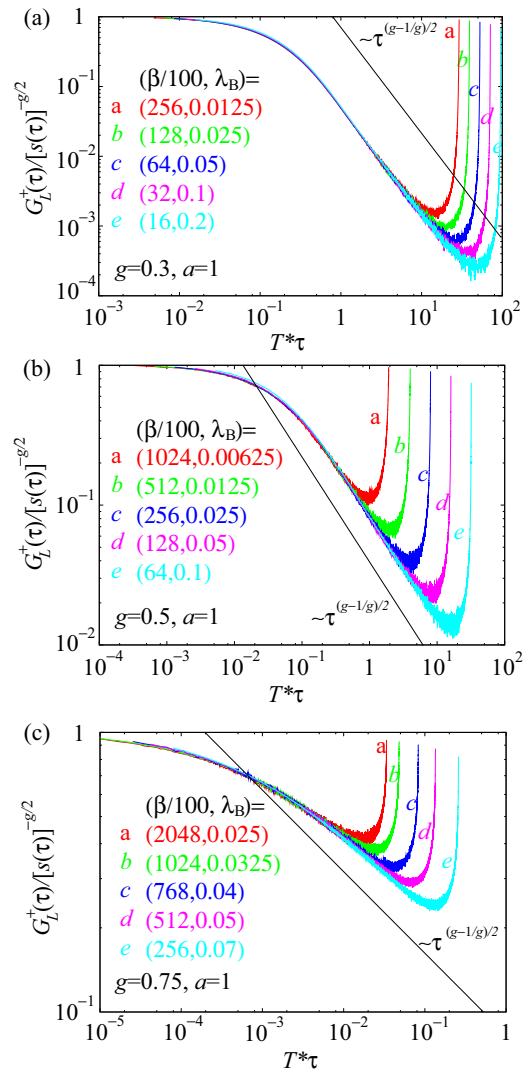 (a)
G_L^+(τ)/[s(τ)]^{-g/2}
1
10^{-1}
10^{-2}
10^{-3}
10^{-4}
~τ^{(g-1/g)/2}
(β/100, λ_B)=
a (256,0.0125)
b (128,0.025)
c (64,0.05)
d (32,0.1)
e (16,0.2)
g=0.3, a=1
a
b
c
d
e
10^{-3} 10^{-2} 10^{-1} 1 10^1 10^2
T*τ
(b)
G_L^+(τ)/[s(τ)]^{-g/2}
1
10^{-1}
10^{-2}
(β/100, λ_B)=
a (1024,0.00625)
b (512,0.0125)
c (256,0.025)
d (128,0.05)
e (64,0.1)
g=0.5, a=1
~τ^{(g-1/g)/2}
a
b
c
d
e
10^{-4} 10^{-3} 10^{-2} 10^{-1} 1 10^1 10^2
T*τ
(c)
G_L^+(τ)/[s(τ)]^{-g/2}
1
10^{-1}
(β/100, λ_B)=
a (2048,0.025)
b (1024,0.0325)
c (768,0.04)
d (512,0.05)
e (256,0.07)
g=0.75, a=1
~τ^{(g-1/g)/2}
a
b
c
d
e
10^{-5} 10^{-4} 10^{-3} 10^{-2} 10^{-1} 1
T*τ